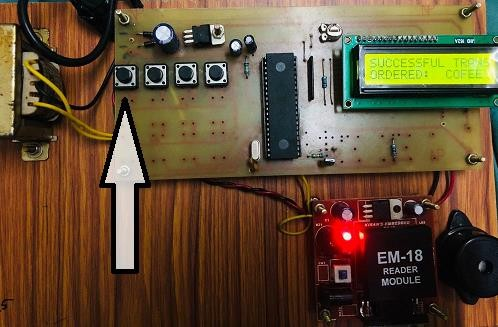 SUCCESSFUL TRANS
ORDERED: COFEE
EM-18
READER
MODULE